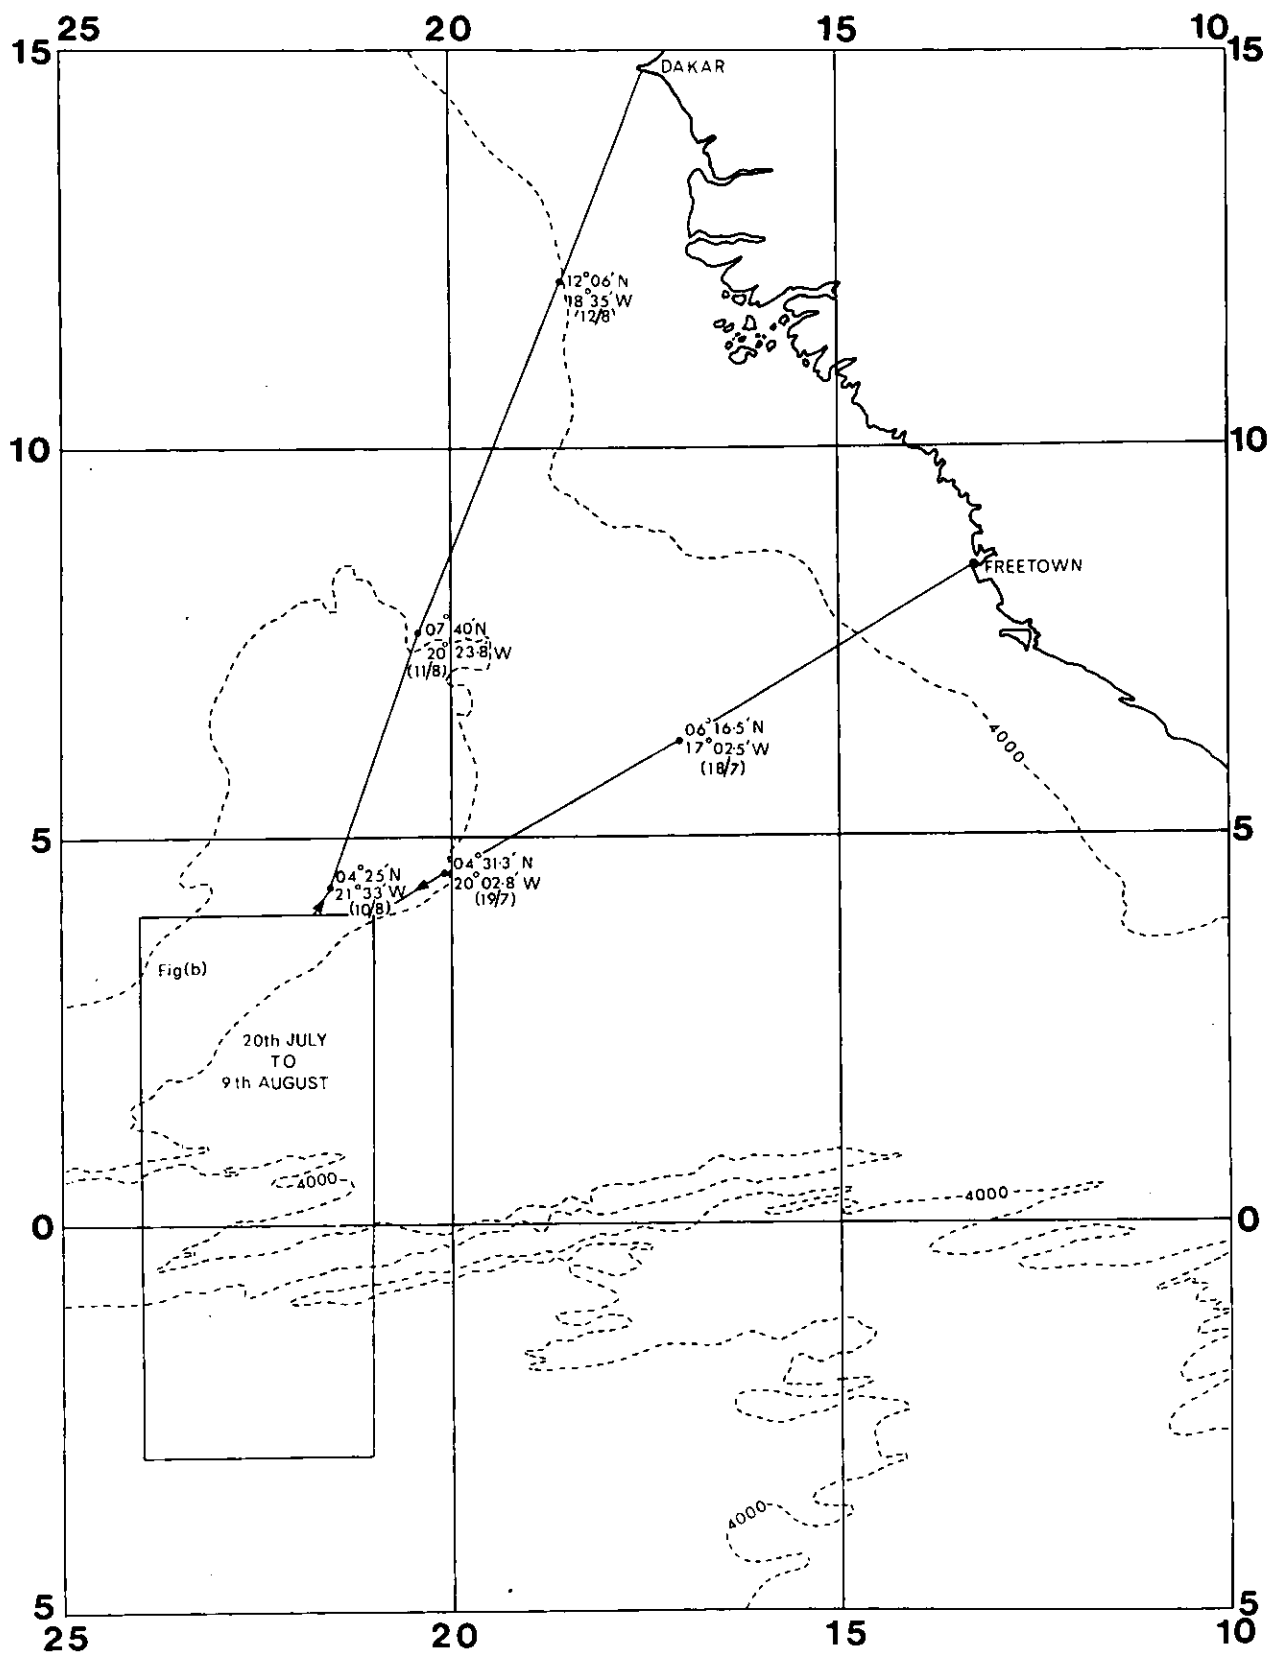 25 20 15 10
15 15
DAKAR
12°06′N
18°35′W
(12/8)
10 10
FREETOWN
07°40′N
20°23·8′W
(11/8)
06°16·5′N
17°02·5′W
(18/7)
4000
5 5
04°31·3′N
20°02·8′W
(19/7)
04°25′N
21°33′W
(10/8)
Fig(b)
20th JULY
TO
9th AUGUST
4000
4000
0 0
4000
5 5
25 20 15 10